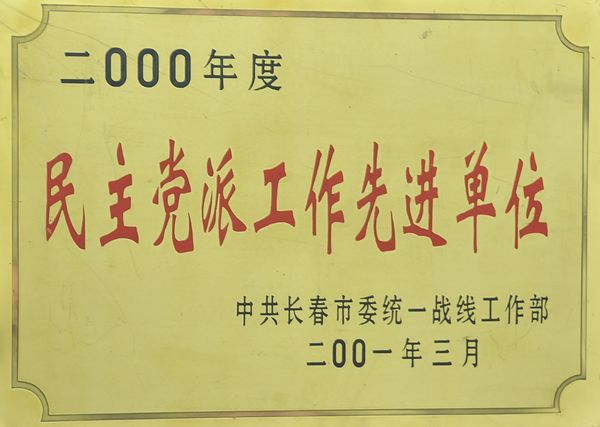 二000年度
民主党派工作先进单位
中共长春市委统一战线工作部
二00一年三月